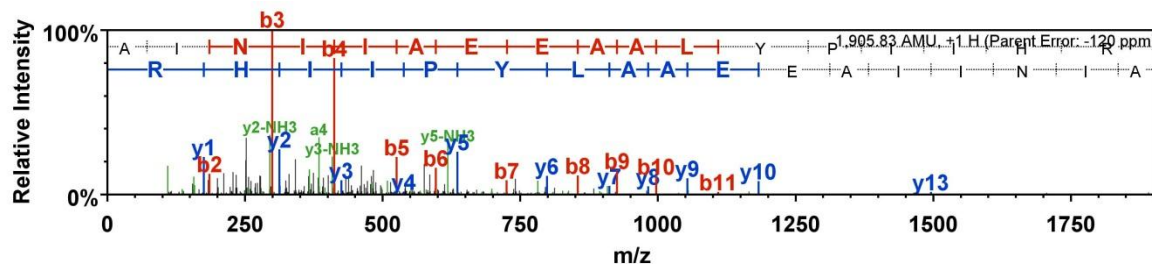 b3
100%
b4
A I N I I A E E A A L Y P I I H R
1,905.83 AMU, +1 H (Parent Error: -120 ppm)
R H I I P Y L A A E E A I I N I A
Relative Intensity
y2-NH3 a4 y5-NH3
y1 y2 y3-NH3 y5
b2 y3 b5 b6 y4 b7 y6 b8 b9 y7 b10 y8 y9 b11 y10 y13
0%
0 250 500 750 1000 1250 1500 1750
m/z